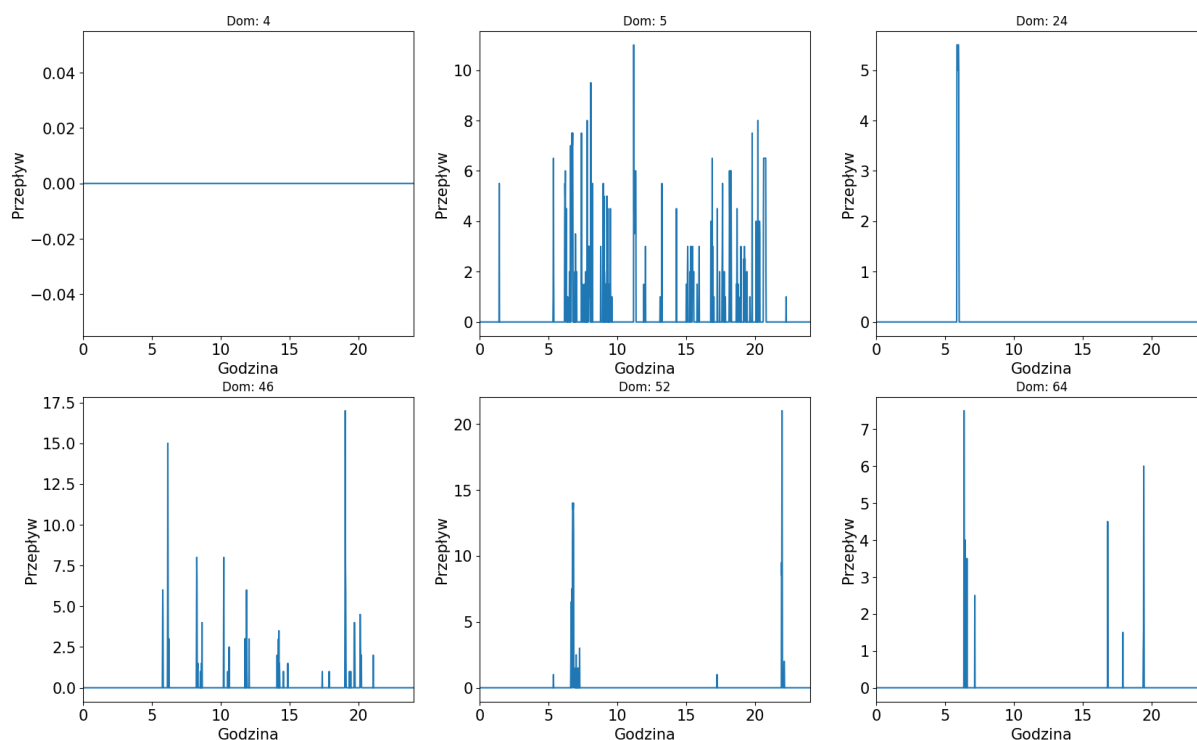 Dom: 4
Przepływ
0.04
0.02
0.00
−0.02
−0.04
0 5 10 15 20
Godzina
Dom: 5
Przepływ
10
8
6
4
2
0
0 5 10 15 20
Godzina
Dom: 24
Przepływ
5
4
3
2
1
0
0 5 10 15 20
Godzina
Dom: 46
Przepływ
17.5
15.0
12.5
10.0
7.5
5.0
2.5
0.0
0 5 10 15 20
Godzina
Dom: 52
Przepływ
20
15
10
5
0
0 5 10 15 20
Godzina
Dom: 64
Przepływ
7
6
5
4
3
2
1
0
0 5 10 15 20
Godzina